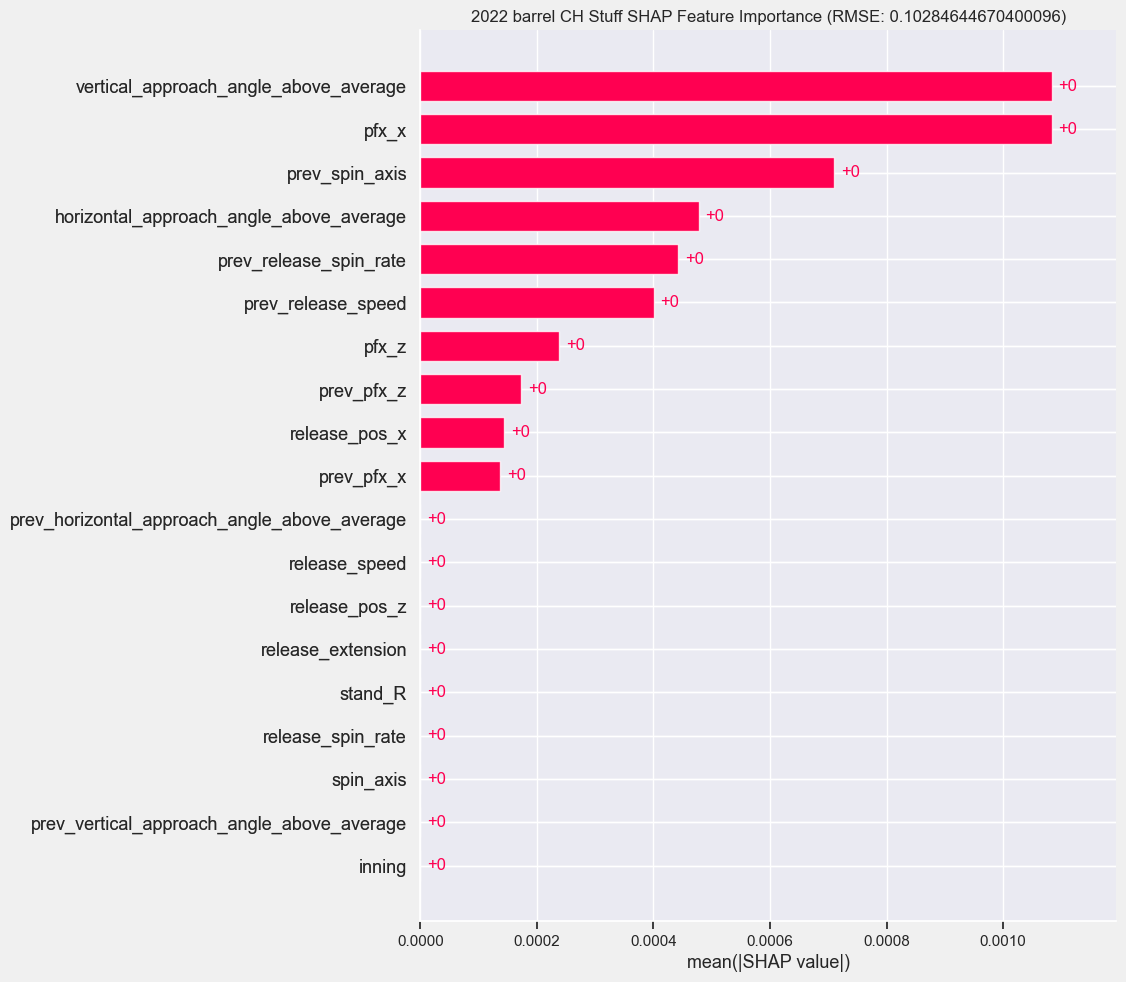 2022 barrel CH Stuff SHAP Feature Importance (RMSE: 0.10284644670400096)
vertical_approach_angle_above_average +0
pfx_x +0
prev_spin_axis +0
horizontal_approach_angle_above_average +0
prev_release_spin_rate +0
prev_release_speed +0
pfx_z +0
prev_pfx_z +0
release_pos_x +0
prev_pfx_x +0
prev_horizontal_approach_angle_above_average +0
release_speed +0
release_pos_z +0
release_extension +0
stand_R +0
release_spin_rate +0
spin_axis +0
prev_vertical_approach_angle_above_average +0
inning +0
0.0000 0.0002 0.0004 0.0006 0.0008 0.0010
mean(|SHAP value|)